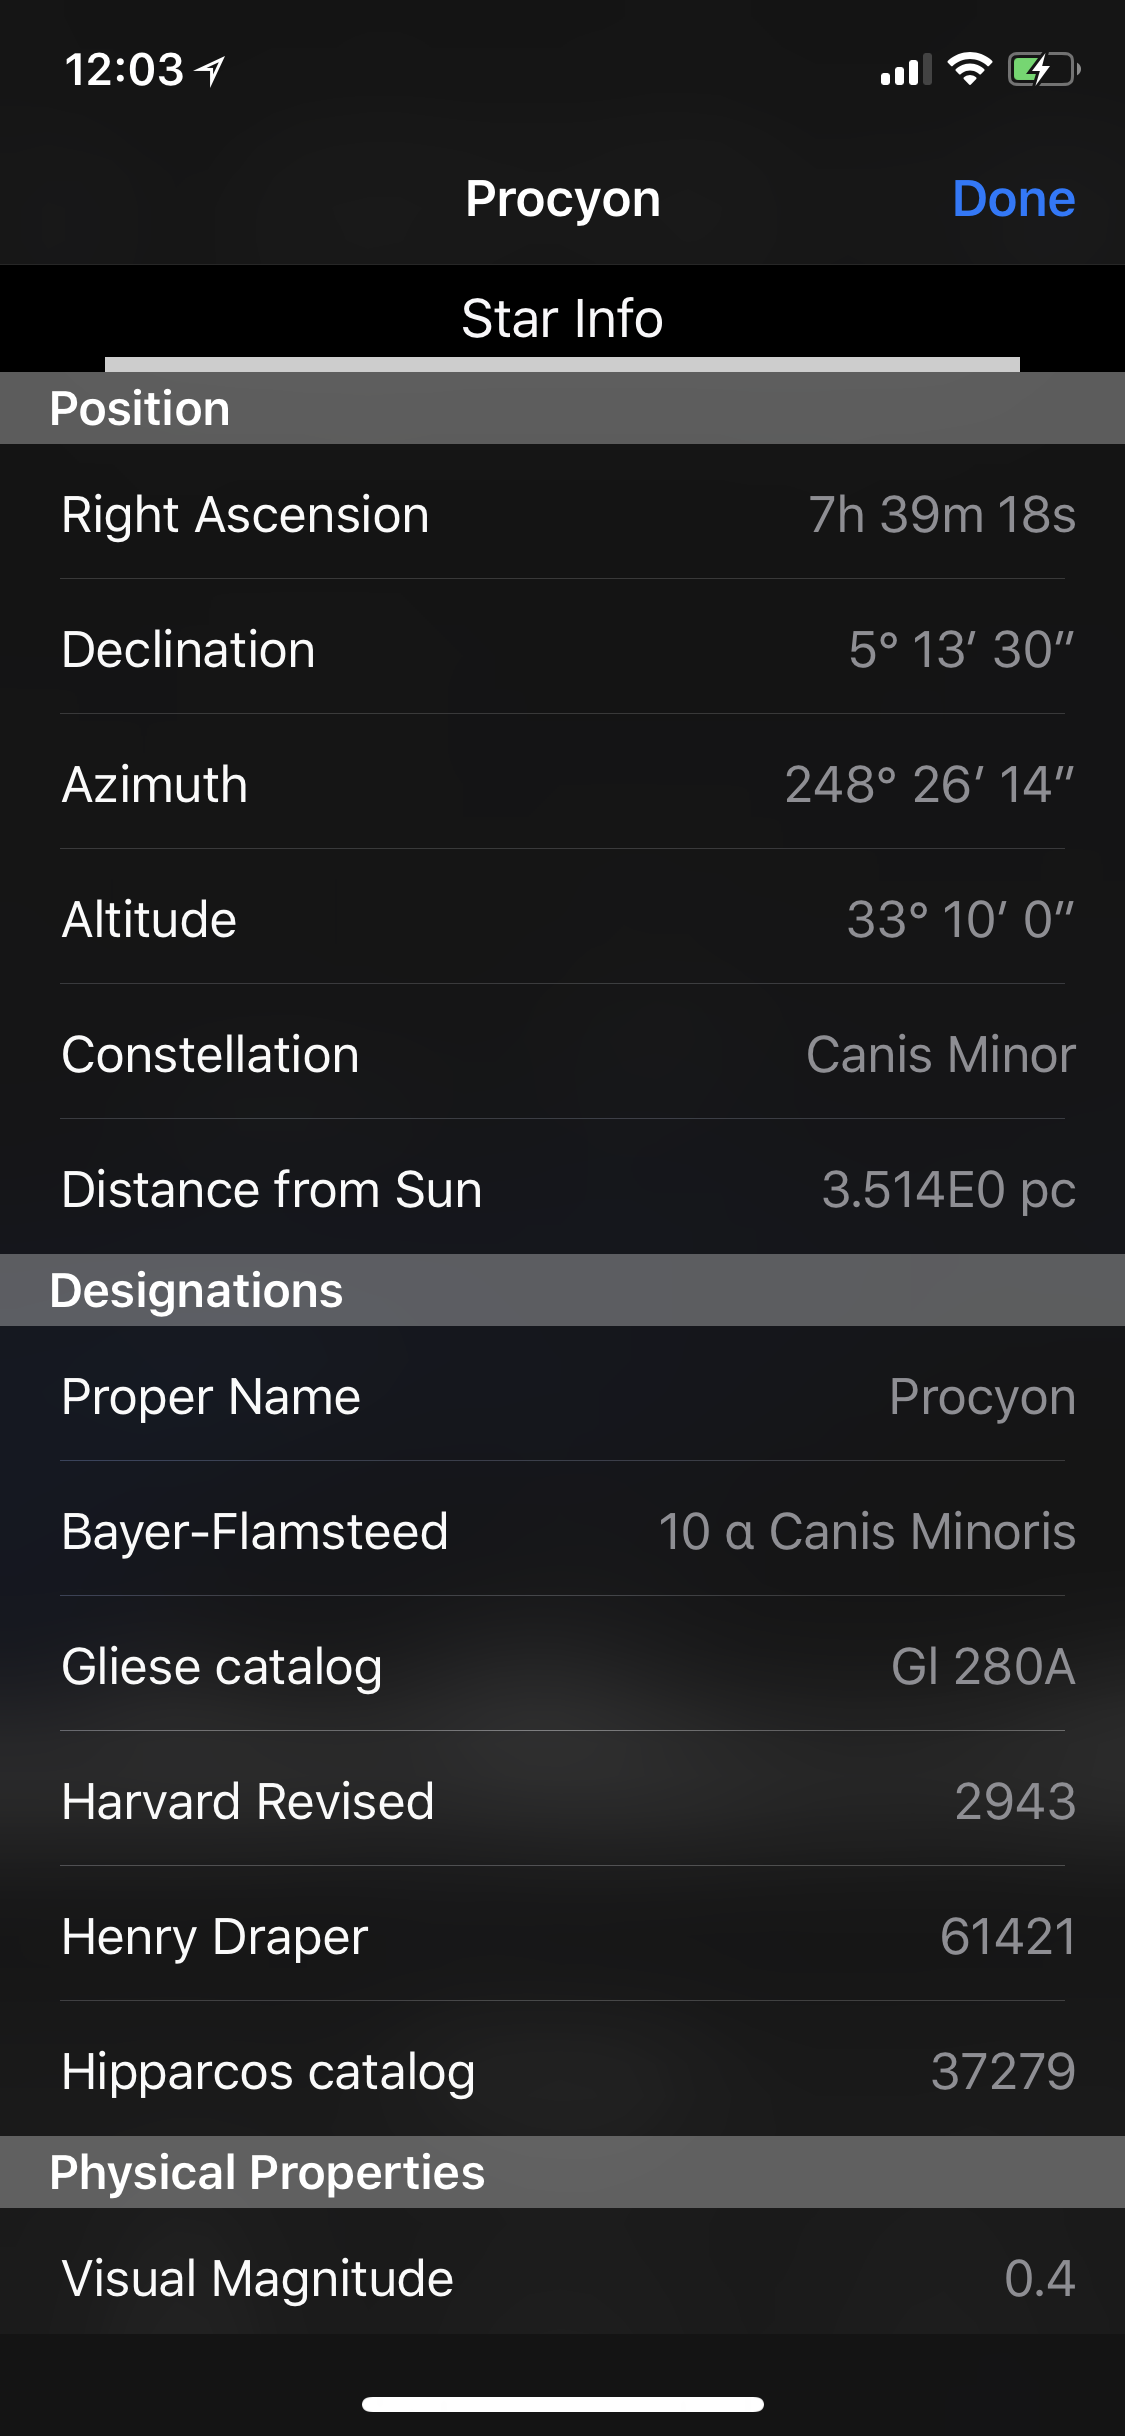 12:03
Procyon
Done
Star Info
Position
Right Ascension 7h 39m 18s
Declination 5° 13′ 30″
Azimuth 248° 26′ 14″
Altitude 33° 10′ 0″
Constellation Canis Minor
Distance from Sun 3.514E0 pc
Designations
Proper Name Procyon
Bayer-Flamsteed 10 α Canis Minoris
Gliese catalog Gl 280A
Harvard Revised 2943
Henry Draper 61421
Hipparcos catalog 37279
Physical Properties
Visual Magnitude 0.4